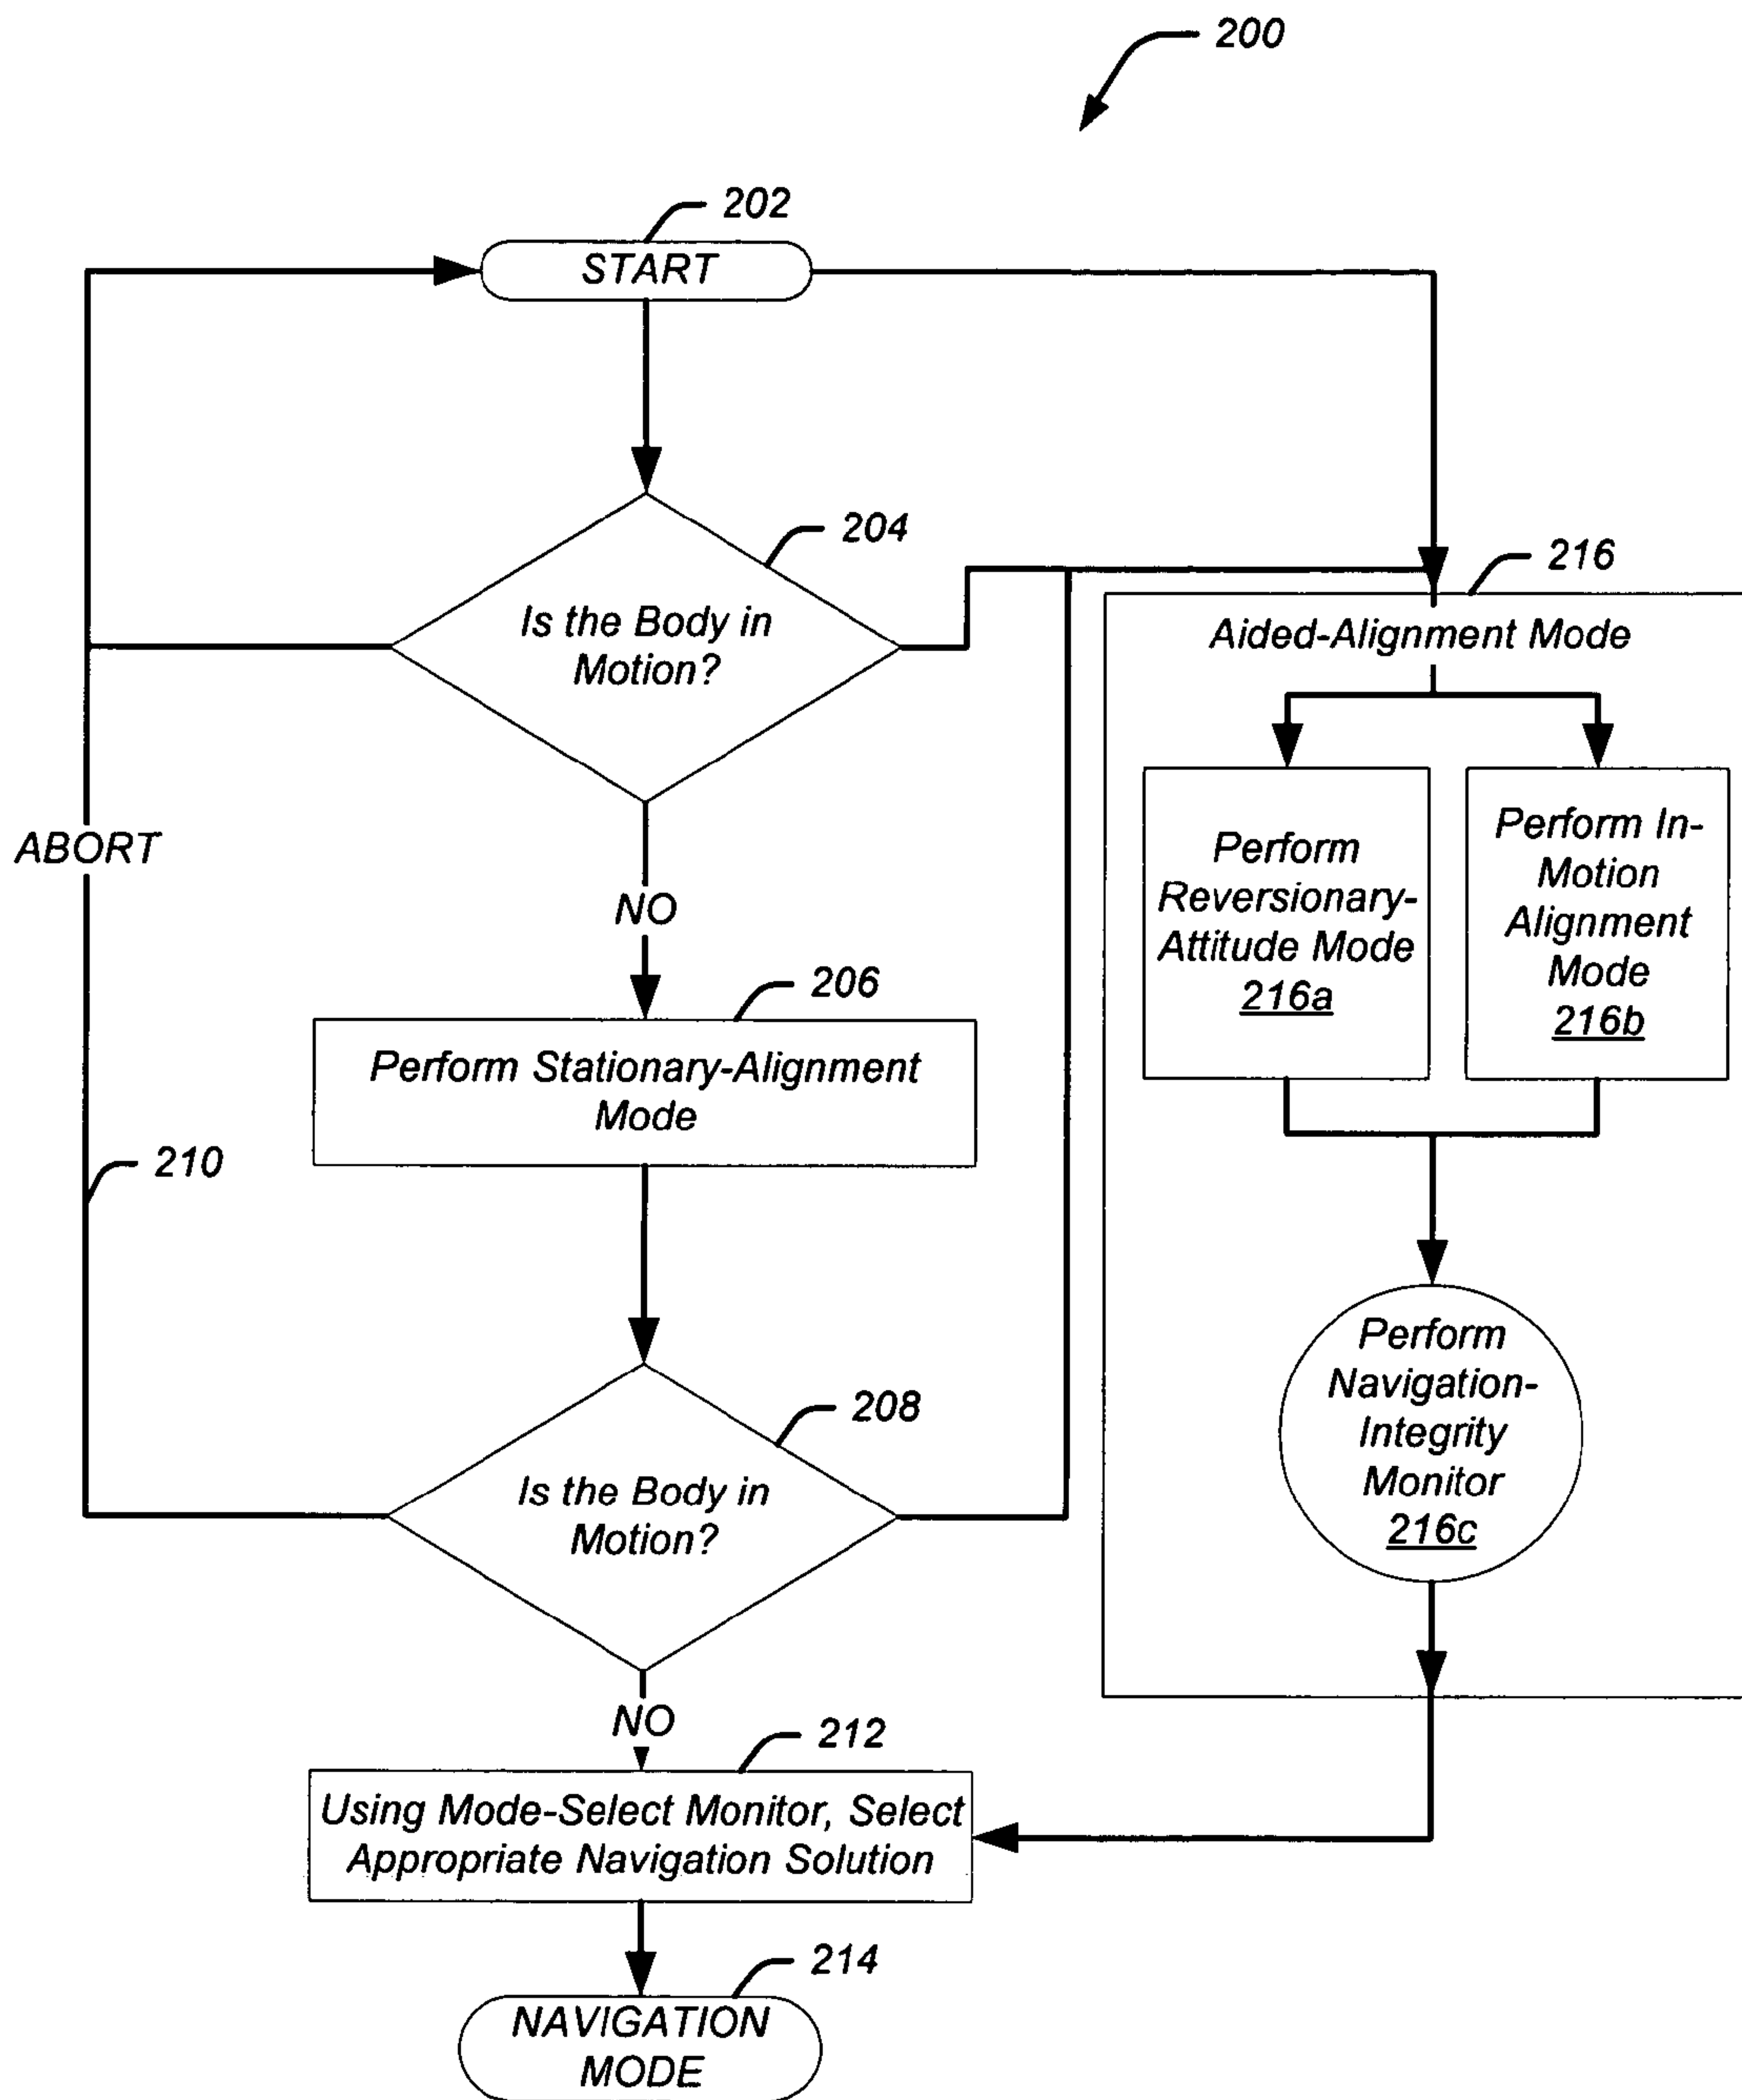 200
202
START
204
Is the Body in
Motion?
216
Aided-Alignment Mode
ABORT
NO
Perform
Reversionary-
Attitude Mode
216a
Perform In-
Motion
Alignment
Mode
216b
206
Perform Stationary-Alignment
Mode
210
208
Is the Body in
Motion?
Perform
Navigation-
Integrity
Monitor
216c
NO
212
Using Mode-Select Monitor, Select
Appropriate Navigation Solution
214
NAVIGATION
MODE